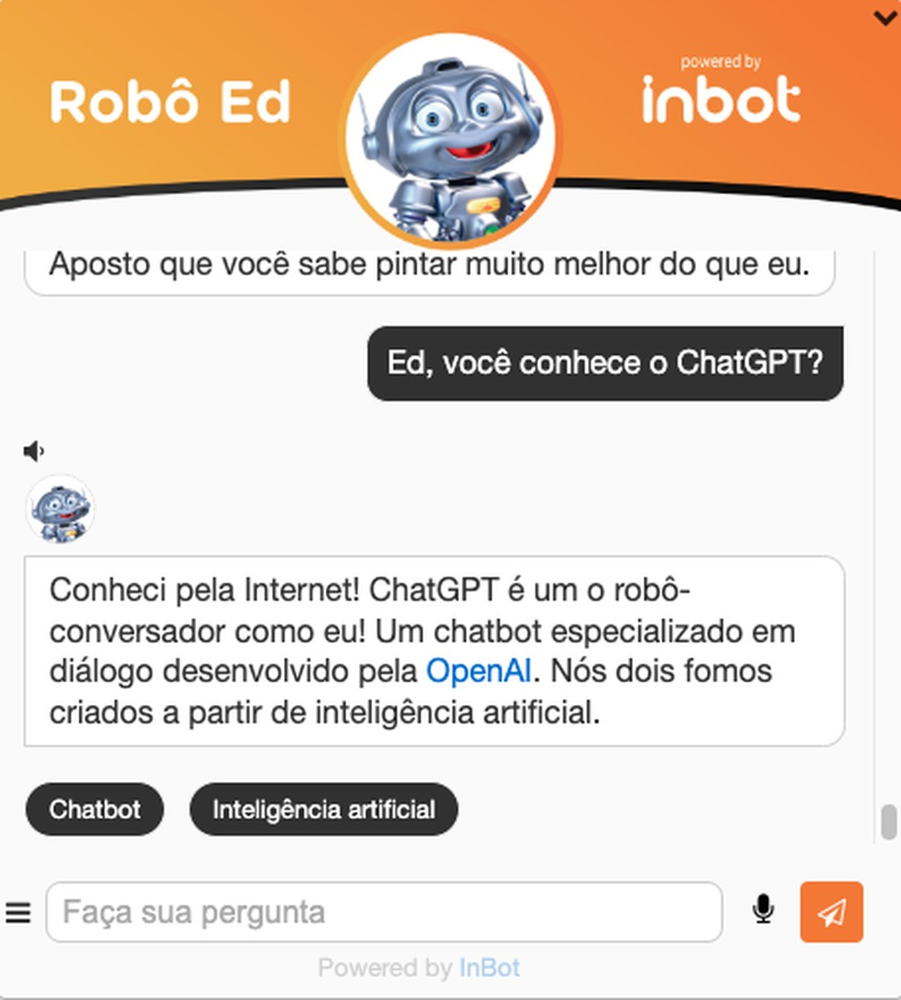 Robô Ed
powered by
inbot
Aposto que você sabe pintar muito melhor do que eu.
Ed, você conhece o ChatGPT?
Conheci pela Internet! ChatGPT é um o robô-
conversador como eu! Um chatbot especializado em
diálogo desenvolvido pela OpenAI. Nós dois fomos
criados a partir de inteligência artificial.
Chatbot
Inteligência artificial
Faça sua pergunta
Powered by InBot